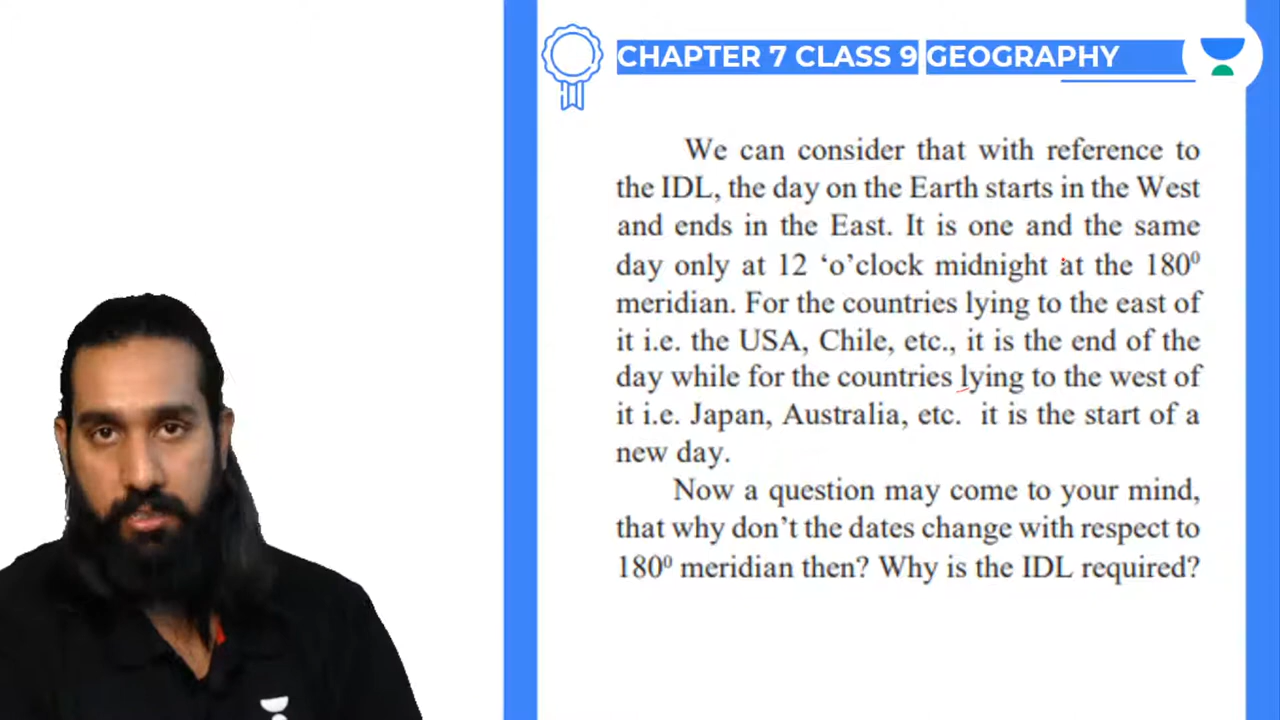 CHAPTER 7 CLASS 9 GEOGRAPHY
We can consider that with reference to
the IDL, the day on the Earth starts in the West
and ends in the East. It is one and the same
day only at 12 ‘o’clock midnight at the 180⁰
meridian. For the countries lying to the east of
it i.e. the USA, Chile, etc., it is the end of the
day while for the countries lying to the west of
it i.e. Japan, Australia, etc. it is the start of a
new day.
Now a question may come to your mind,
that why don’t the dates change with respect to
180⁰ meridian then? Why is the IDL required?